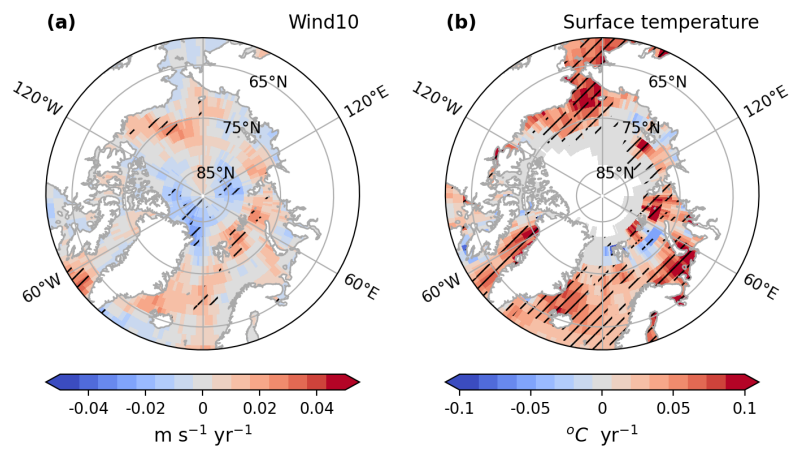 (a) Wind10
65°N
120°W
120°E
75°N
85°N
60°W
60°E
-0.04 -0.02 0 0.02 0.04
m s⁻¹ yr⁻¹
(b) Surface temperature
65°N
120°W
120°E
75°N
85°N
60°W
60°E
-0.1 -0.05 0 0.05 0.1
°C yr⁻¹